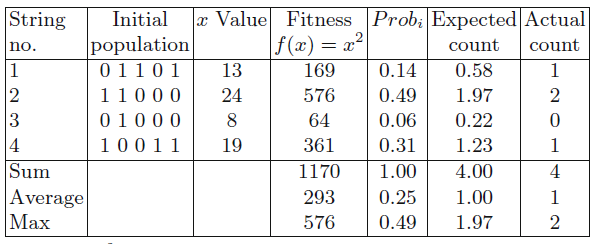 String Initial x Value Fitness Prob_i Expected Actual
no. population f(x) = x² count count
1 0 1 1 0 1 13 169 0.14 0.58 1
2 1 1 0 0 0 24 576 0.49 1.97 2
3 0 1 0 0 0 8 64 0.06 0.22 0
4 1 0 0 1 1 19 361 0.31 1.23 1
Sum 1170 1.00 4.00 4
Average 293 0.25 1.00 1
Max 576 0.49 1.97 2